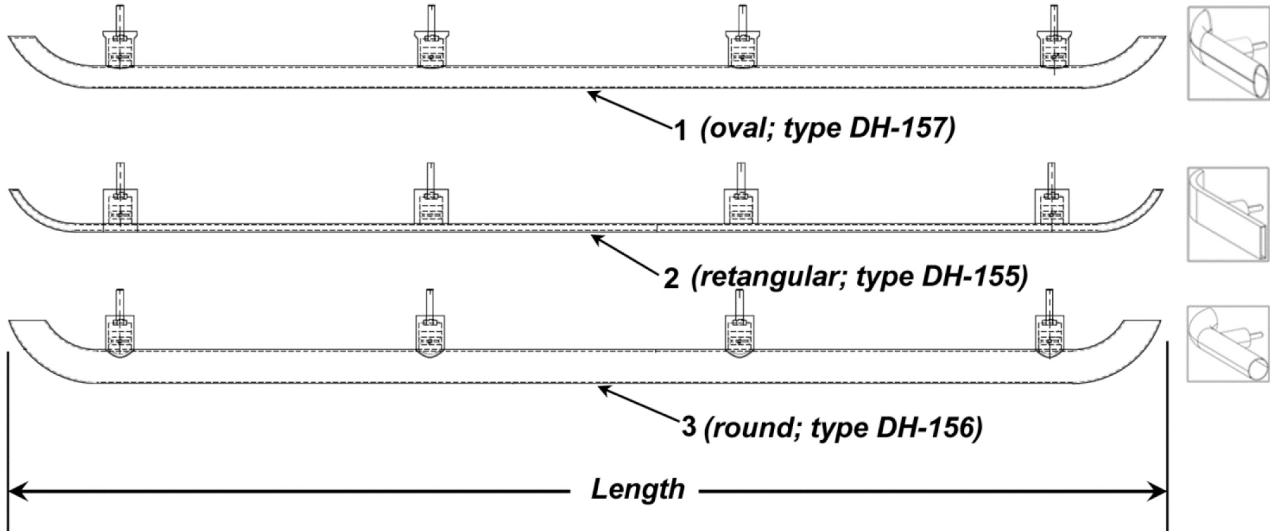 1 (oval; type DH-157)
2 (retangular; type DH-155)
3 (round; type DH-156)
Length